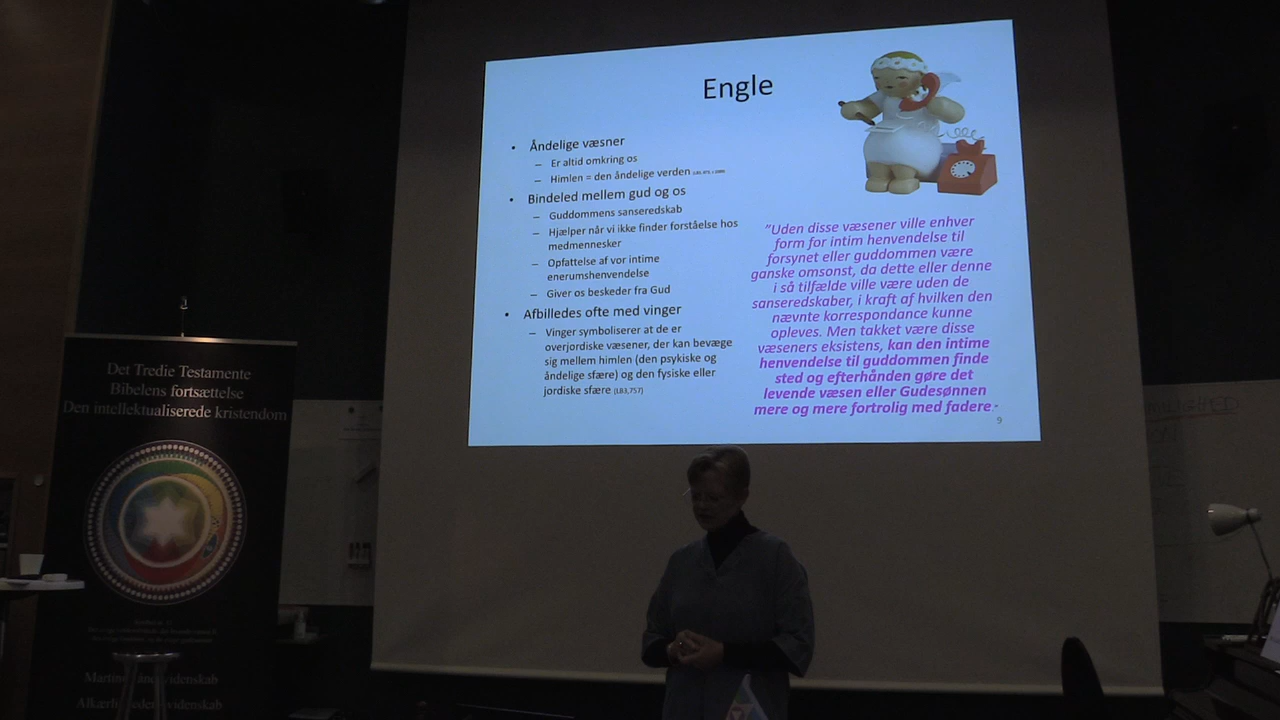 Engle
• Åndelige væsner
– Er altid omkring os
– Himlen = den åndelige verden
• Bindeled mellem gud og os
– Guddommens sanseredskab
– Hjælper når vi ikke finder forståelse hos
medmennesker
– Opfattelse af vor intime
enerumshenvendelse
– Giver os beskeder fra Gud
• Afbilledes ofte med vinger
– Vinger symboliserer at de er
overjordiske væsener, der kan bevæge
sig mellem himlen (den psykiske og
åndelige sfære) og den fysiske eller
jordiske sfære (LB3,757)
"Uden disse væsener ville enhver
form for intim henvendelse til
forsynet eller guddommen være
ganske omsonst, da dette eller denne
i så tilfælde ville være uden de
sanseredskaber, i kraft af hvilken den
nævnte korrespondance kunne
opleves. Men takket være disse
væseners eksistens, kan den intime
henvendelse til guddommen finde
sted og efterhånden gøre det
levende væsen eller Gudesønnen
mere og mere fortrolig med fadere."
9
Det Tredie Testamente
Bibelens fortsættelse
Den intellektualiserede kristendom